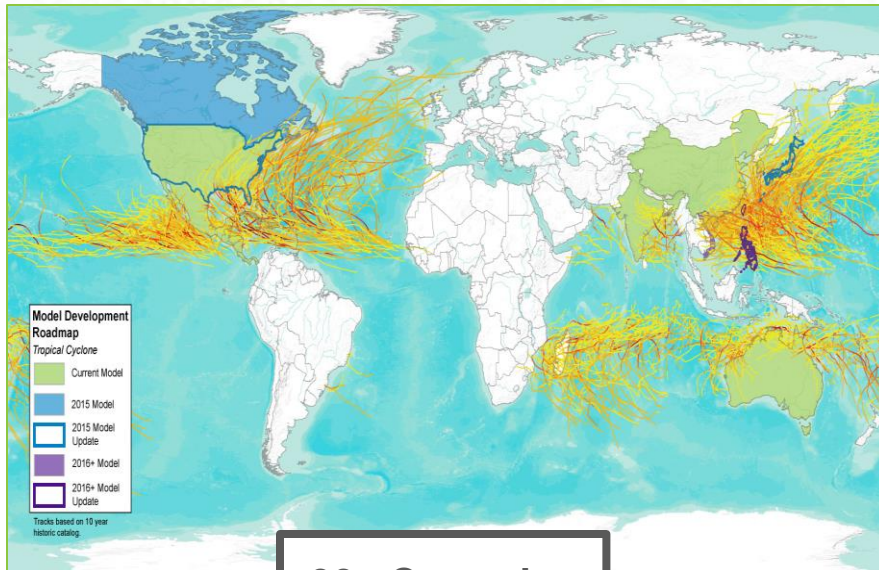 Model Development
Roadmap
Tropical Cyclone
Current Model
2015 Model
2015 Model
Update
2016+ Model
2016+ Model
Update
Tracks based on 10 year
historic catalog.